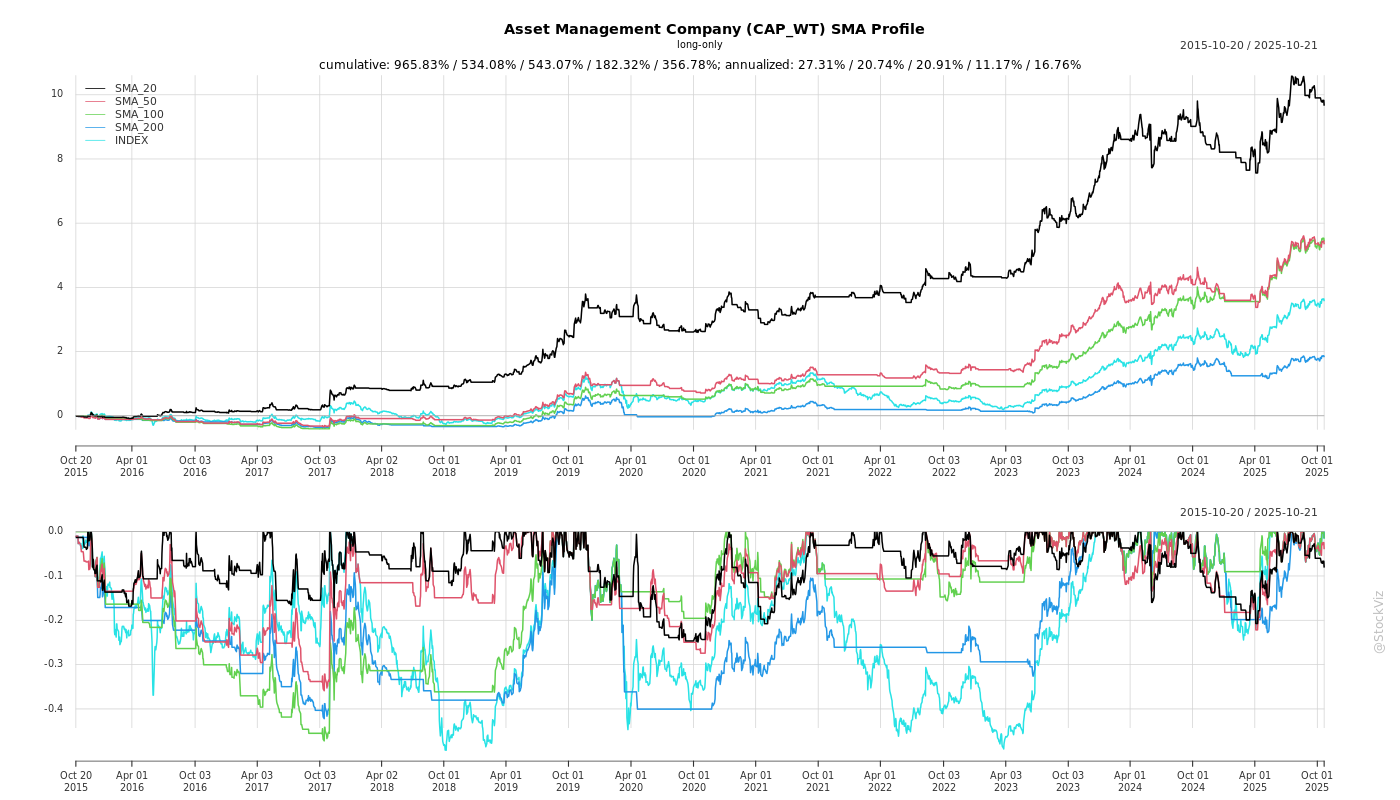 Asset Management Company (CAP_WT) SMA Profile
long-only
2015-10-20 / 2025-10-21
cumulative: 965.83% / 534.08% / 543.07% / 182.32% / 356.78%; annualized: 27.31% / 20.74% / 20.91% / 11.17% / 16.76%
SMA_20
SMA_50
SMA_100
SMA_200
INDEX
10
8
6
4
2
0
Oct 20 Apr 01 Oct 03 Apr 03 Oct 03 Apr 02 Oct 01 Apr 01 Oct 01 Apr 01 Oct 01 Apr 01 Oct 01 Apr 01 Oct 03 Apr 03 Oct 03 Apr 01 Oct 01 Apr 01 Oct 01
2015 2016 2016 2017 2017 2018 2018 2019 2019 2020 2020 2021 2021 2022 2022 2023 2023 2024 2024 2025 2025
2015-10-20 / 2025-10-21
0.0
-0.1
-0.2
-0.3
-0.4
Oct 20 Apr 01 Oct 03 Apr 03 Oct 03 Apr 02 Oct 01 Apr 01 Oct 01 Apr 01 Oct 01 Apr 01 Oct 01 Apr 01 Oct 03 Apr 03 Oct 03 Apr 01 Oct 01 Apr 01 Oct 01
2015 2016 2016 2017 2017 2018 2018 2019 2019 2020 2020 2021 2021 2022 2022 2023 2023 2024 2024 2025 2025
@StockViz